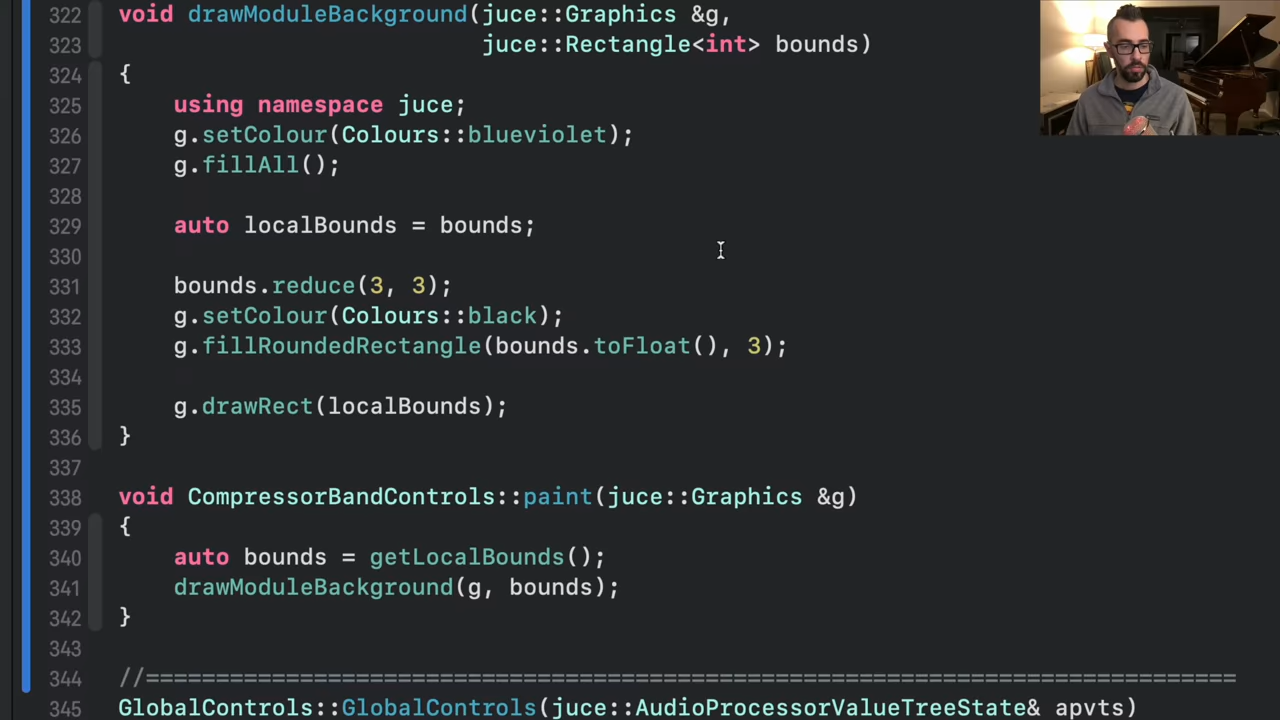 322 void drawModuleBackground(juce::Graphics &g,
323 juce::Rectangle<int> bounds)
324 {
325 using namespace juce;
326 g.setColour(Colours::blueviolet);
327 g.fillAll();
328
329 auto localBounds = bounds;
330
331 bounds.reduce(3, 3);
332 g.setColour(Colours::black);
333 g.fillRoundedRectangle(bounds.toFloat(), 3);
334
335 g.drawRect(localBounds);
336 }
337
338 void CompressorBandControls::paint(juce::Graphics &g)
339 {
340 auto bounds = getLocalBounds();
341 drawModuleBackground(g, bounds);
342 }
343
344 //==============================================================================
345 GlobalControls::GlobalControls(juce::AudioProcessorValueTreeState& apvts)